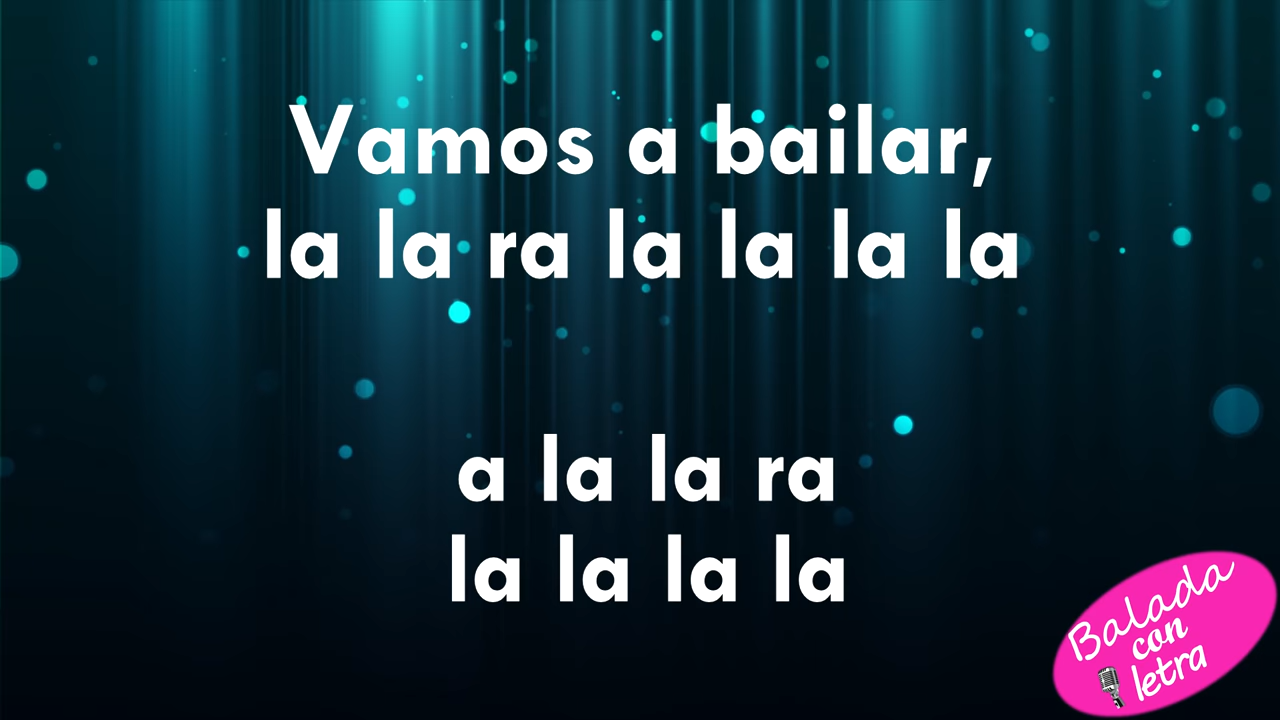 Vamos a bailar,
la la ra la la la la
a la la ra
la la la la
Balada
con
letra